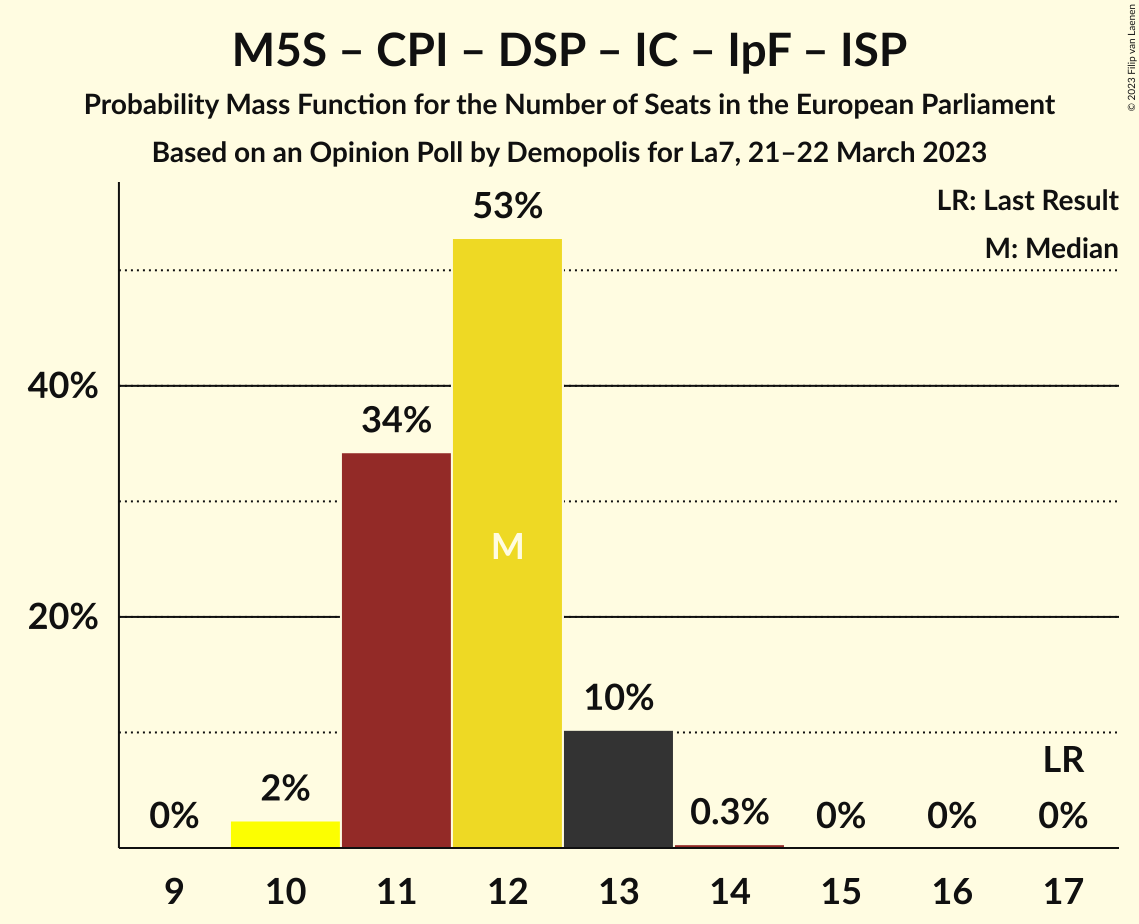 M5S – CPI – DSP – IC – IpF – ISP
Probability Mass Function for the Number of Seats in the European Parliament
Based on an Opinion Poll by Demopolis for La7, 21–22 March 2023
© 2023 Filip van Laenen
LR: Last Result
M: Median
53%
40%
34%
M
20%
10%
LR
2%
0%
0.3%
0%
0%
0%
9 10 11 12 13 14 15 16 17